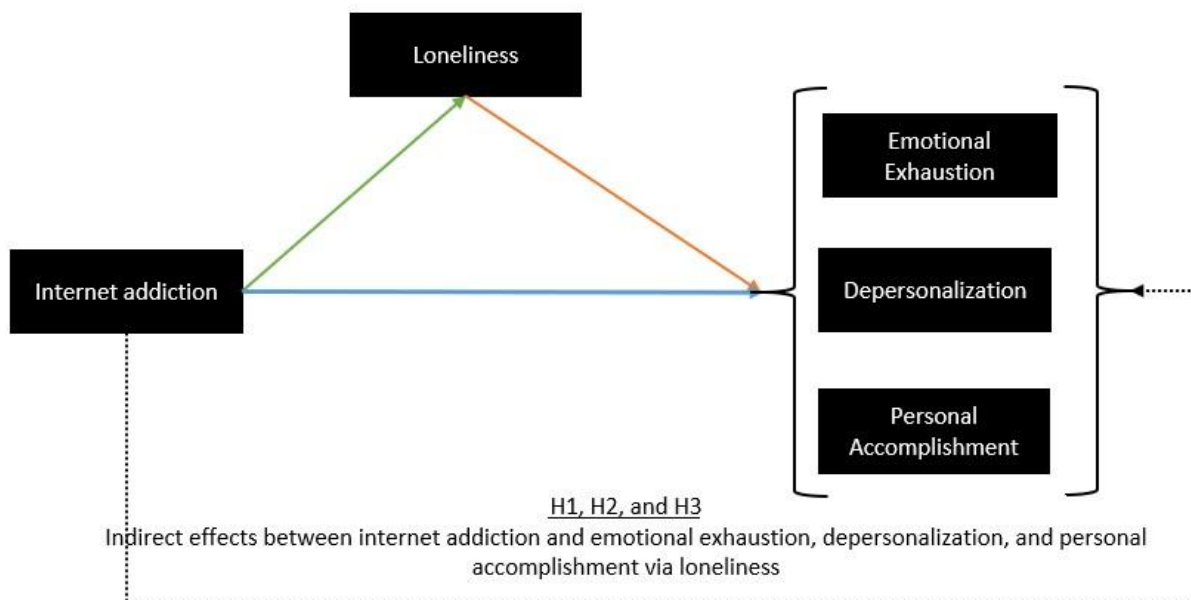 Loneliness
Emotional
Exhaustion
Internet addiction
Depersonalization
Personal
Accomplishment
H1, H2, and H3
Indirect effects between internet addiction and emotional exhaustion, depersonalization, and personal
accomplishment via loneliness